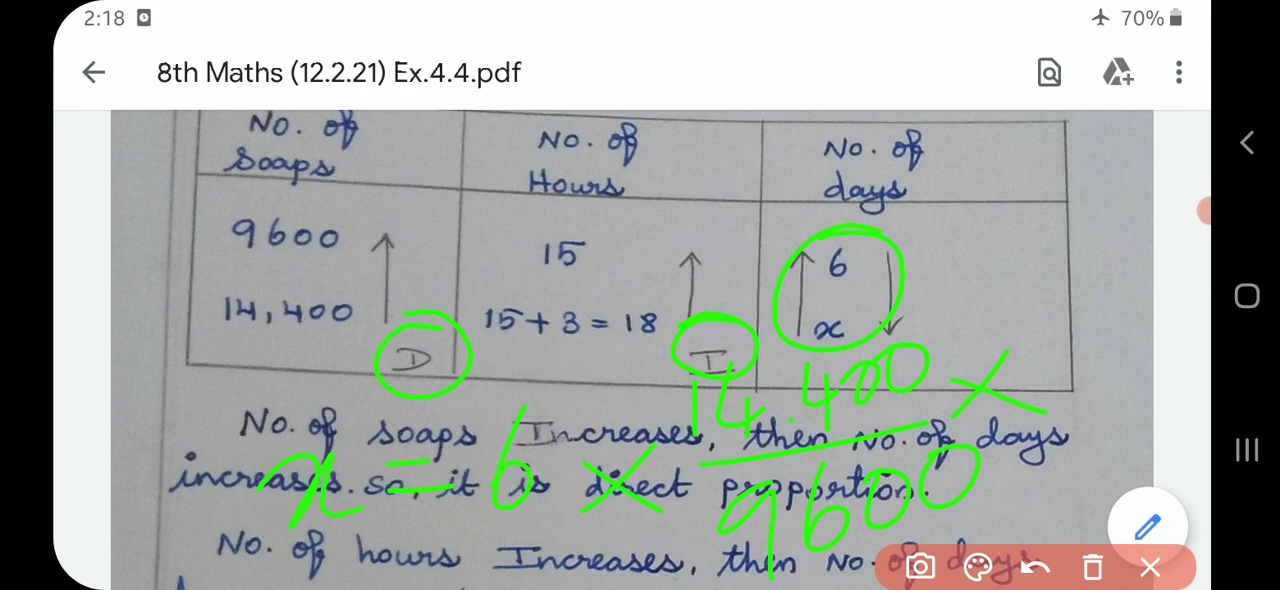 2:18 70%
8th Maths (12.2.21) Ex.4.4.pdf
No. of Soaps
No. of Hours
No. of days
9600 15 6
14,400 15 + 3 = 18 x
D I
No. of soaps Increases, then No. of days
increases. so, it is direct proportion.
x = 6 × 14.400/9600 ×
No. of hours Increases, then No. of days